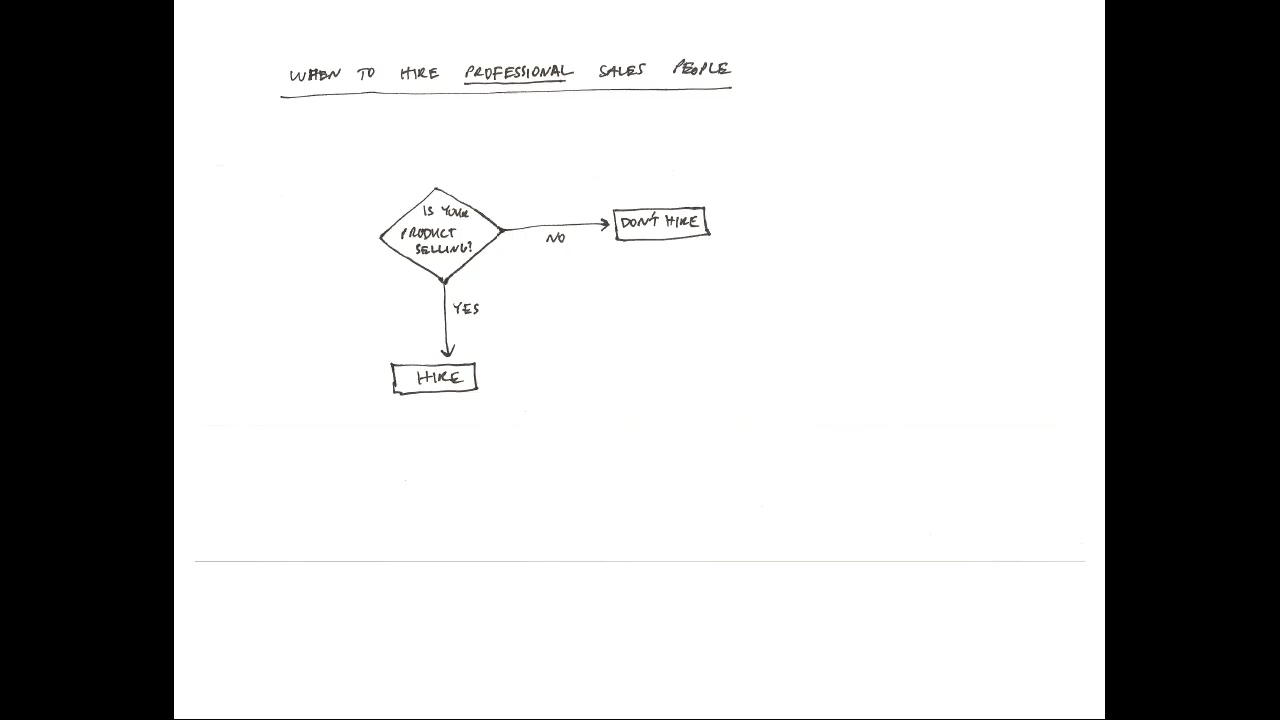 WHEN TO HIRE PROFESSIONAL SALES PEOPLE
IS YOUR
PRODUCT
SELLING?
NO
DON'T HIRE
YES
HIRE